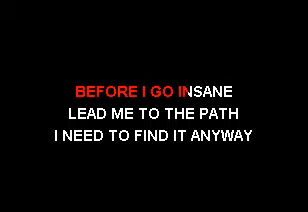 BEFORE I GO INSANE
LEAD ME TO THE PATH
I NEED TO FIND IT ANYWAY